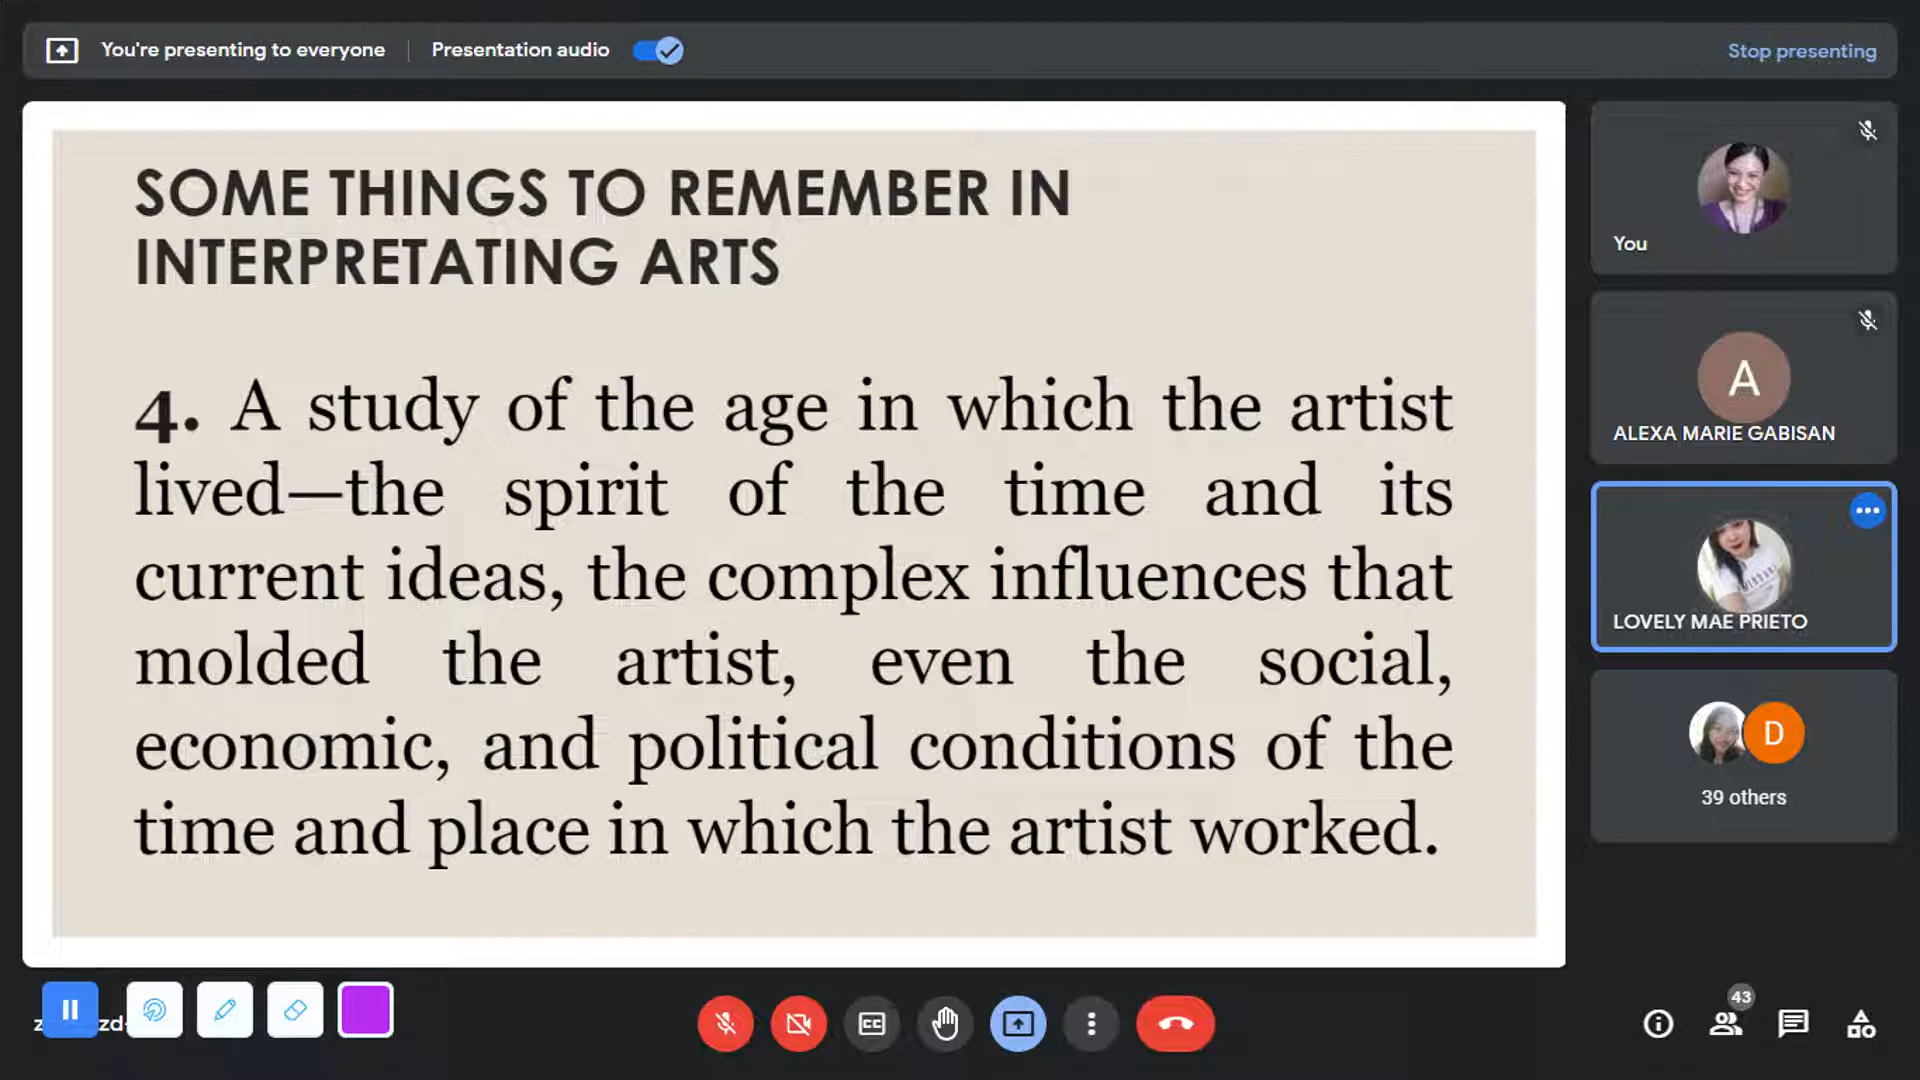 You're presenting to everyone
Presentation audio
Stop presenting
SOME THINGS TO REMEMBER IN
INTERPRETATING ARTS
4. A study of the age in which the artist
lived—the spirit of the time and its
current ideas, the complex influences that
molded the artist, even the social,
economic, and political conditions of the
time and place in which the artist worked.
You
A
ALEXA MARIE GABISAN
LOVELY MAE PRIETO
D
39 others
CC
43